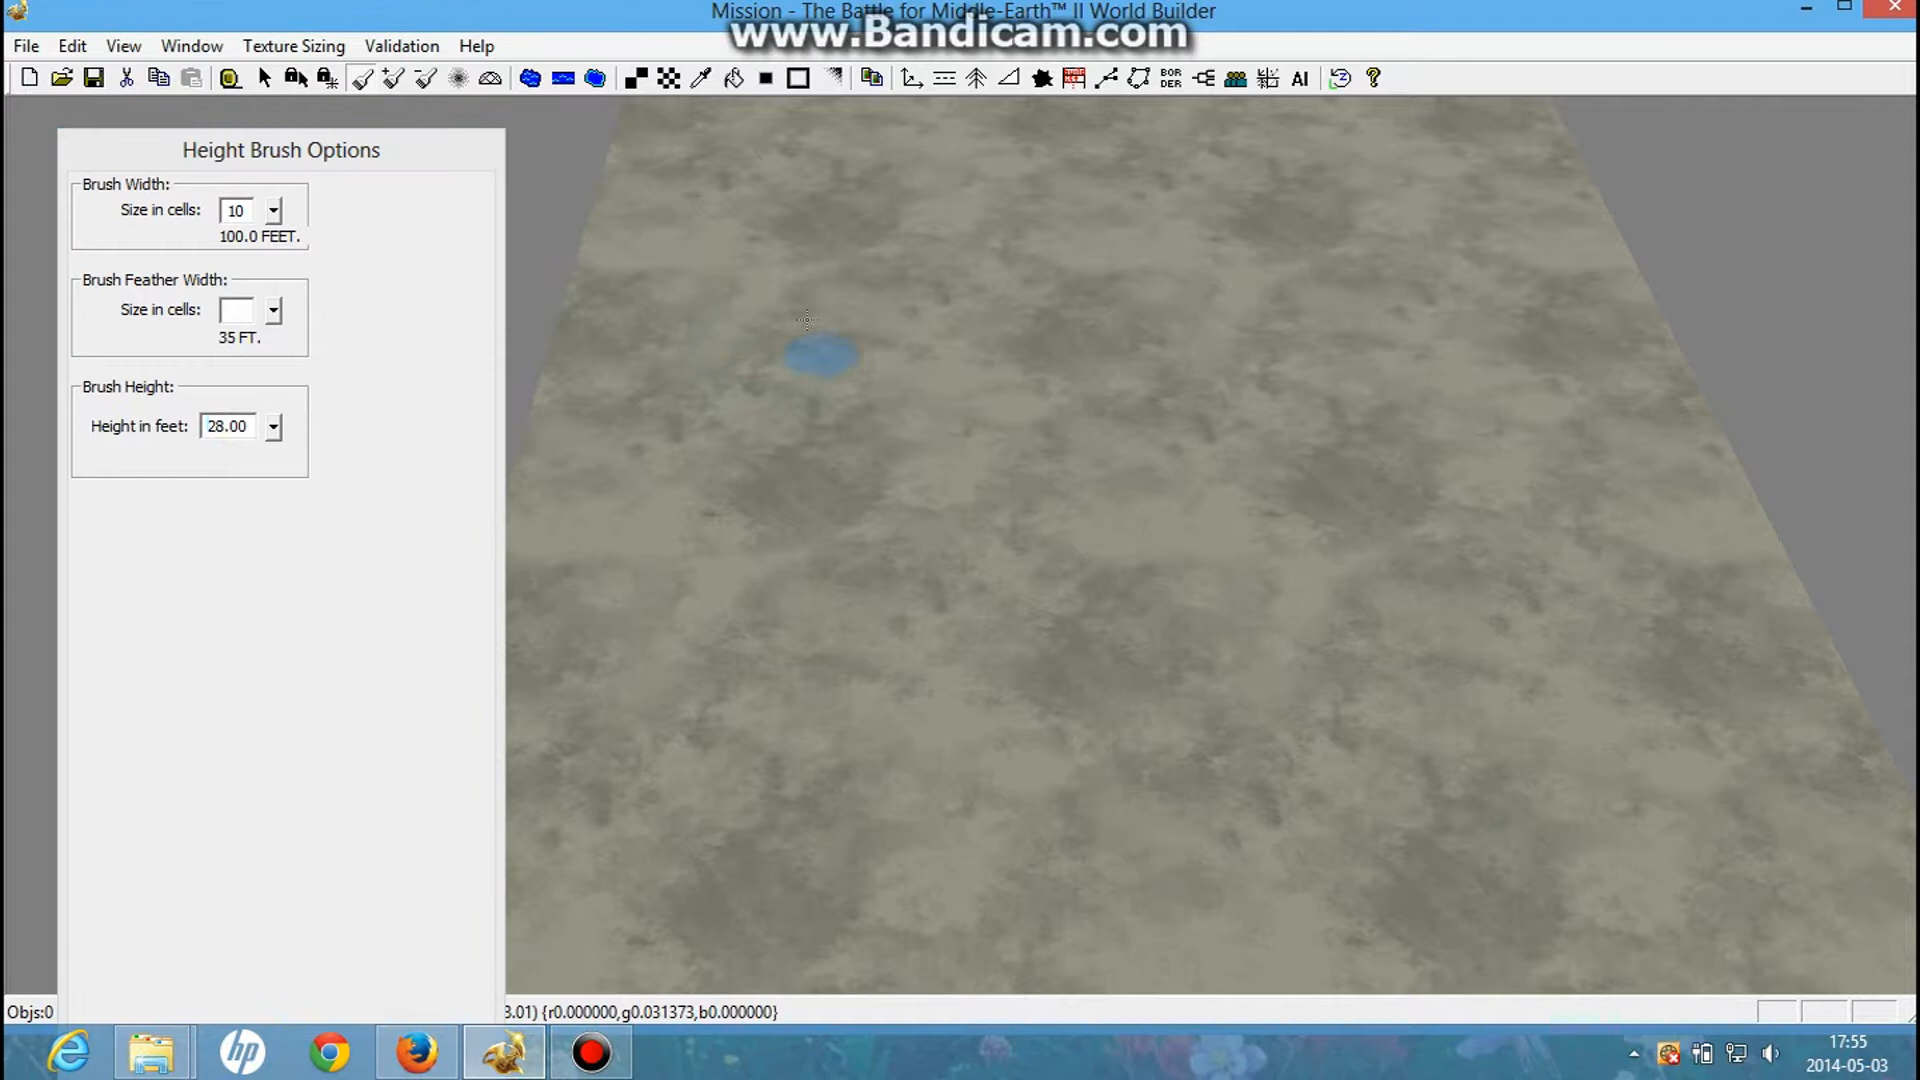 Mission - The Battle for Middle-Earth™ II World Builder
www.Bandicam.com
File Edit View Window Texture Sizing Validation Help
BOR
DER
AI
Height Brush Options
Brush Width:
Size in cells: 10
100.0 FEET.
Brush Feather Width:
Size in cells:
35 FT.
Brush Height:
Height in feet: 28.00
Objs:0 3.01) {r0.000000,g0.031373,b0.000000}
hp
17:55
2014-05-03